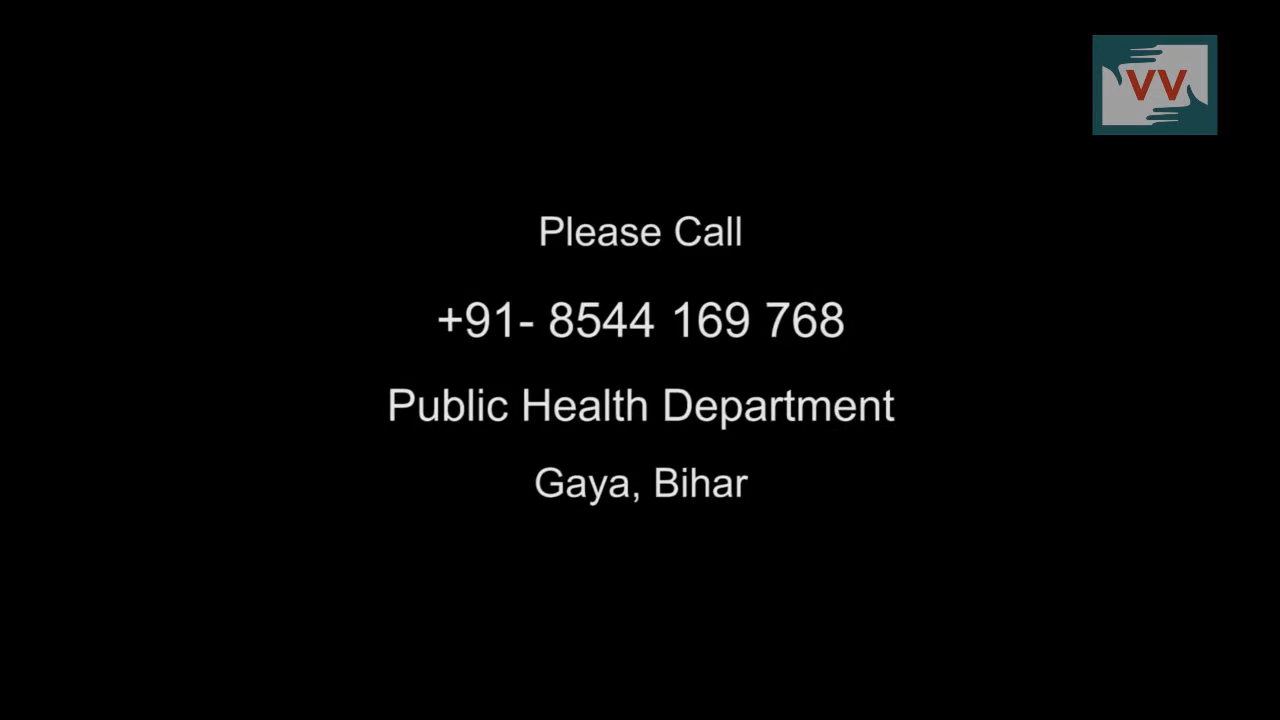 VV
Please Call
+91- 8544 169 768
Public Health Department
Gaya, Bihar